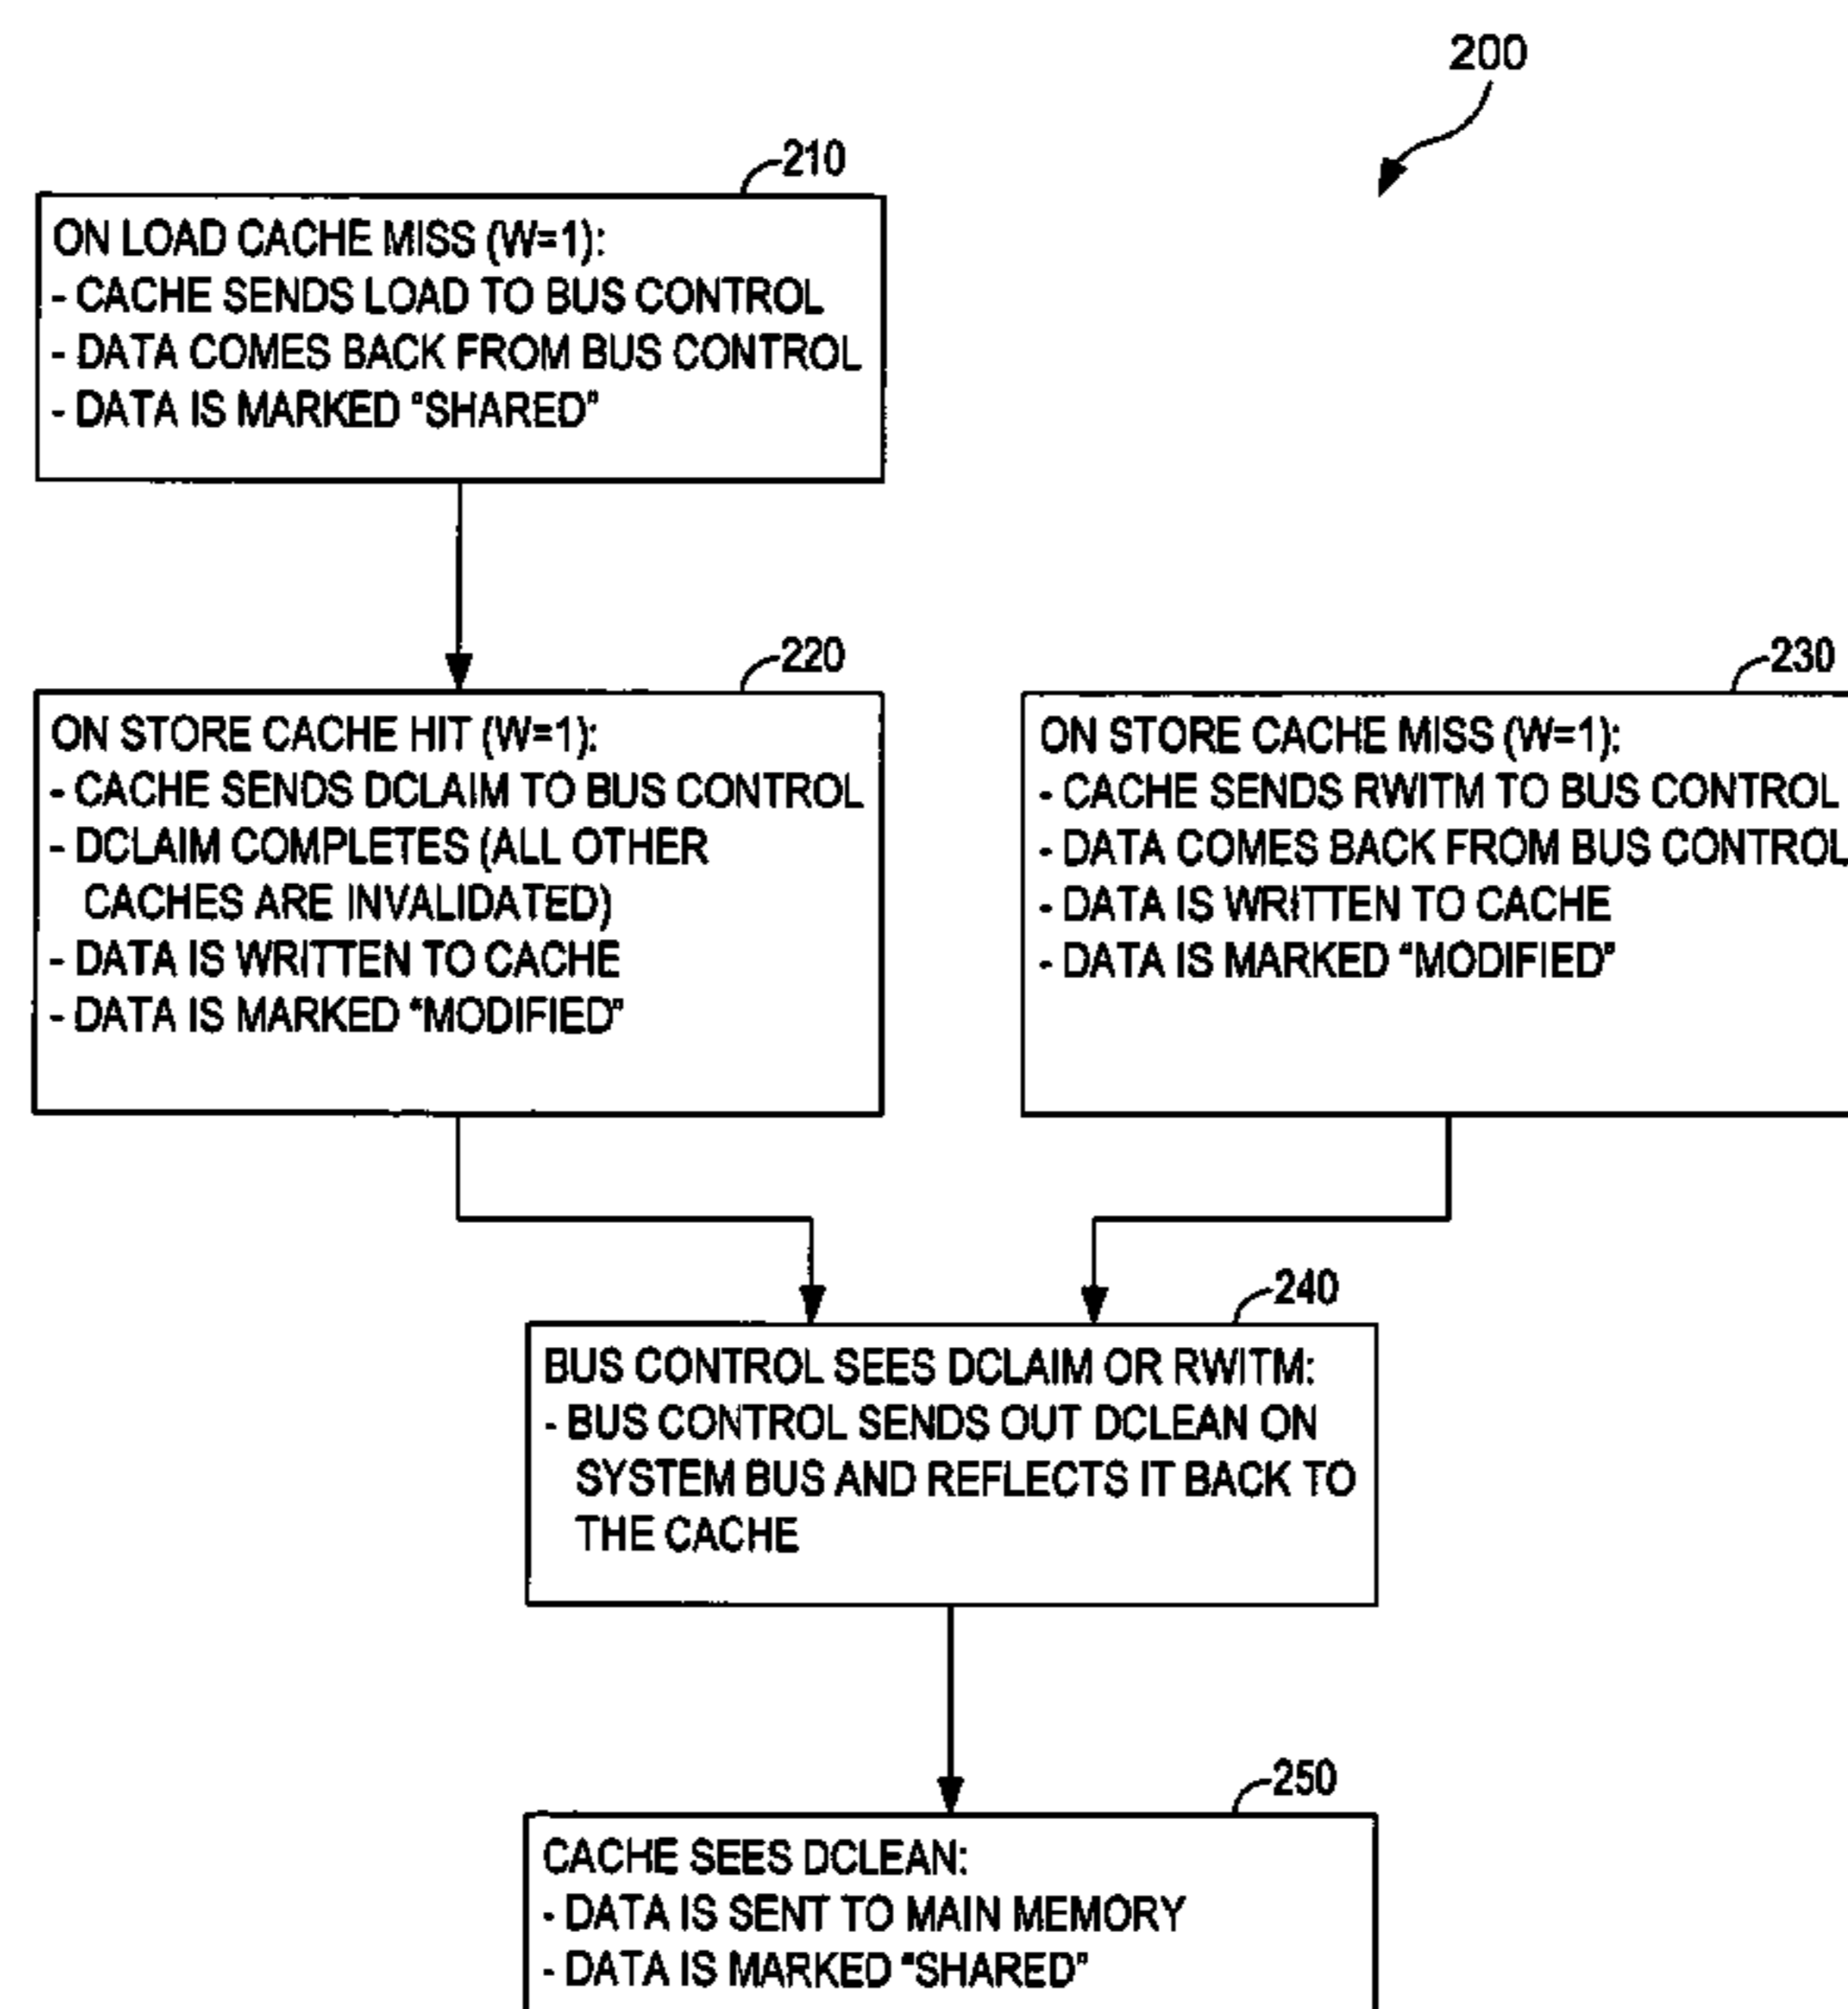 200
210
ON LOAD CACHE MISS (W=1):
- CACHE SENDS LOAD TO BUS CONTROL
- DATA COMES BACK FROM BUS CONTROL
- DATA IS MARKED "SHARED"
220
ON STORE CACHE HIT (W=1):
- CACHE SENDS DCLAIM TO BUS CONTROL
- DCLAIM COMPLETES (ALL OTHER
CACHES ARE INVALIDATED)
- DATA IS WRITTEN TO CACHE
- DATA IS MARKED "MODIFIED"
230
ON STORE CACHE MISS (W=1):
- CACHE SENDS RWITM TO BUS CONTROL
- DATA COMES BACK FROM BUS CONTROL
- DATA IS WRITTEN TO CACHE
- DATA IS MARKED "MODIFIED"
240
BUS CONTROL SEES DCLAIM OR RWITM:
- BUS CONTROL SENDS OUT DCLEAN ON
SYSTEM BUS AND REFLECTS IT BACK TO
THE CACHE
250
CACHE SEES DCLEAN:
- DATA IS SENT TO MAIN MEMORY
- DATA IS MARKED "SHARED"